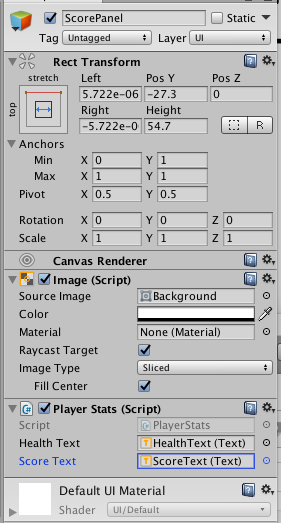 ScorePanel Static
Tag Untagged Layer UI
Rect Transform
stretch Left Pos Y Pos Z
top 5.722e-06 -27.3 0
Right Height
-5.722e-0 54.7 R
Anchors
Min X 0 Y 1
Max X 1 Y 1
Pivot X 0.5 Y 0.5
Rotation X 0 Y 0 Z 0
Scale X 1 Y 1 Z 1
Canvas Renderer
Image (Script)
Source Image Background
Color
Material None (Material)
Raycast Target
Image Type Sliced
Fill Center
Player Stats (Script)
Script PlayerStats
Health Text HealthText (Text)
Score Text ScoreText (Text)
Default UI Material
Shader UI/Default